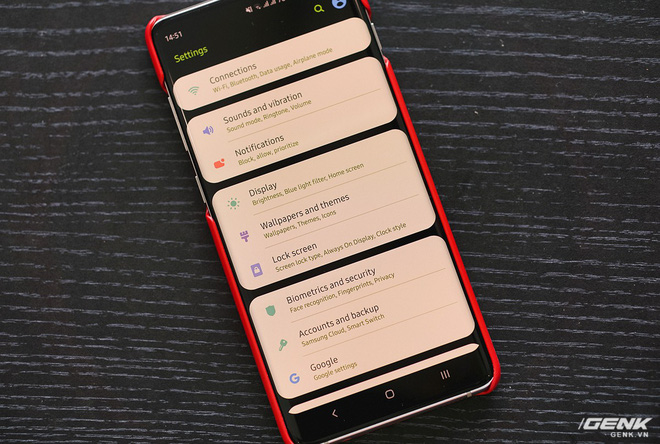 14:51
Settings
Connections
Wi-Fi, Bluetooth, Data usage, Airplane mode
Sounds and vibration
Sound mode, Ringtone, Volume
Notifications
Block, allow, prioritize
Display
Brightness, Blue light filter, Home screen
Wallpapers and themes
Wallpapers, Themes, Icons
Lock screen
Screen lock type, Always On Display, Clock style
Biometrics and security
Face recognition, Fingerprints, Privacy
Accounts and backup
Samsung Cloud, Smart Switch
Google
Google settings
GENK
GENK.VN